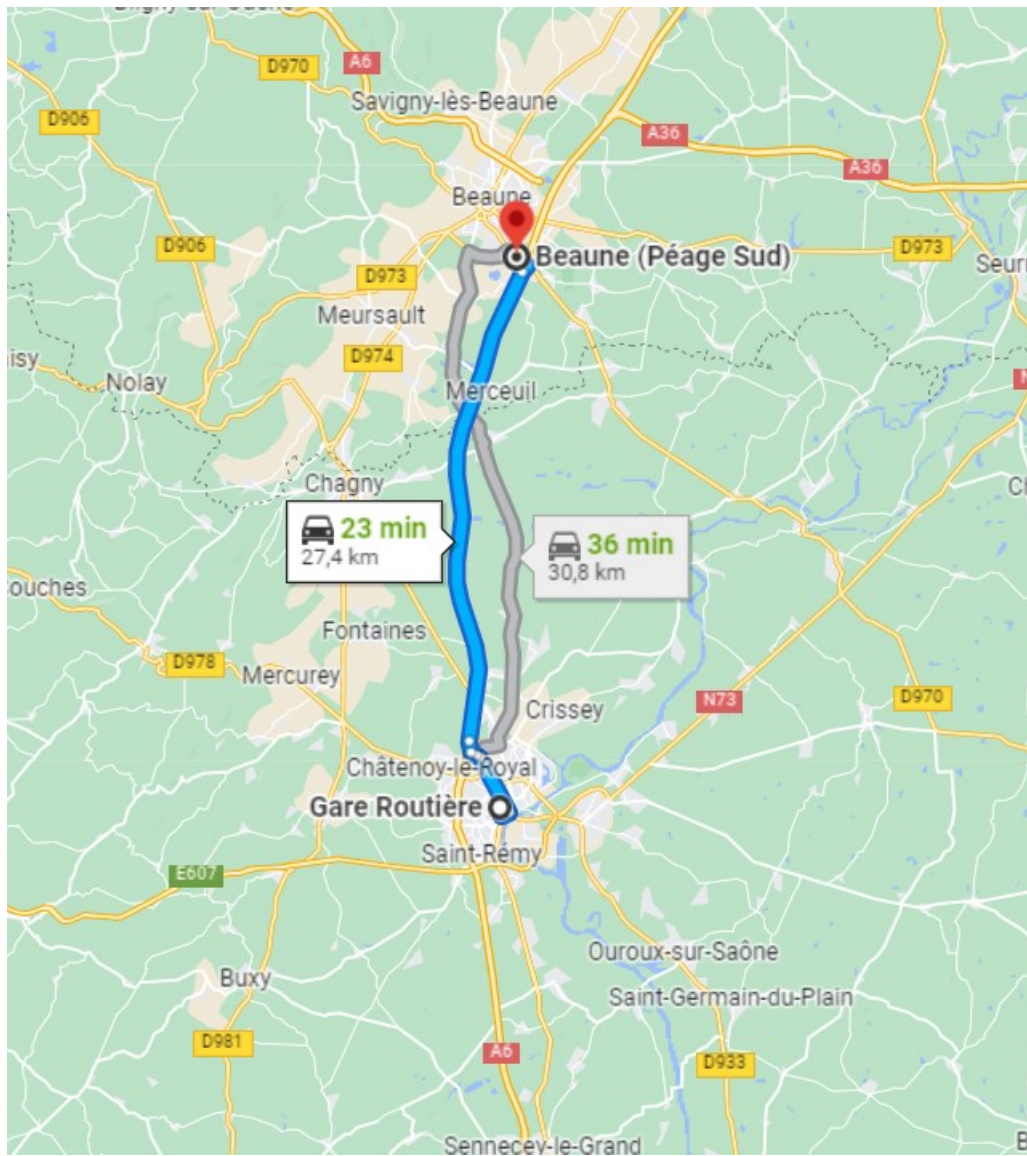 D970
A6
Savigny-lès-Beaune
D906
A36
A36
Beaune
D906
Beaune (Péage Sud)
D973
D973
Meursault
D974
Nolay
Merceuil
Chagny
23 min
27,4 km
36 min
30,8 km
Fontaines
D978
Mercurey
N73
D970
Crissey
Châtenoy-le-Royal
Gare Routière
Saint-Rémy
E607
Ouroux-sur-Saône
Buxy
Saint-Germain-du-Plain
D981
A6
D933
Sennecey-le-Grand